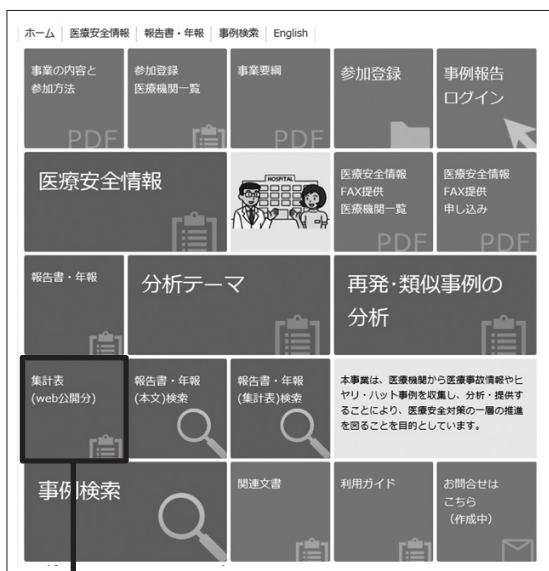 ホーム 医療安全情報 報告書・年報 事例検索 English
事業の内容と
参加方法
PDF
参加登録
医療機関一覧
事業要綱
PDF
参加登録
事例報告
ログイン
医療安全情報
HOSPITAL
医療安全情報
FAX提供
医療機関一覧
PDF
医療安全情報
FAX提供
申し込み
PDF
報告書・年報
分析テーマ
再発・類似事例の
分析
集計表
(web公開分)
報告書・年報
(本文)検索
報告書・年報
(集計表)検索
本事業は、医療機関から医療事故情報やヒ
ヤリ・ハット事例を収集し、分析・提供す
ることにより、医療安全対策の一層の推進
を図ることを目的としています。
事例検索
関連文書
利用ガイド
お問合せは
こちら
（作成中）